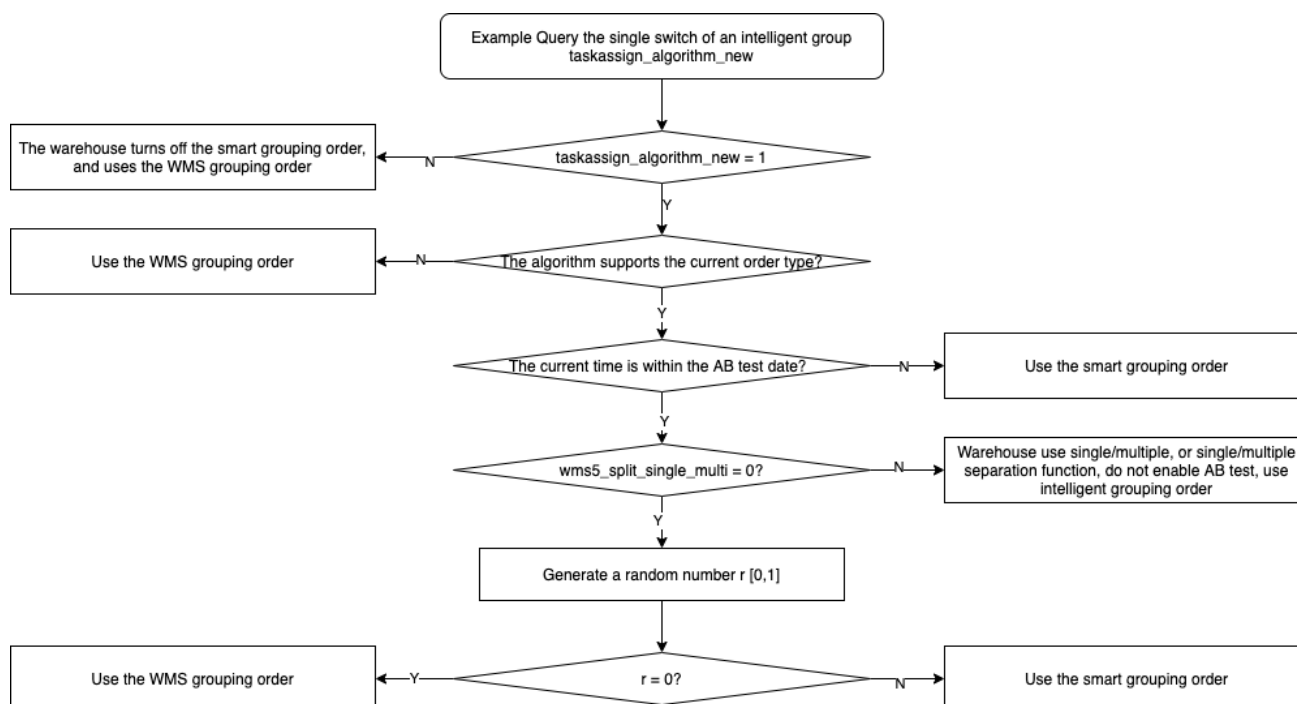 Example Query the single switch of an intelligent group
taskassign_algorithm_new
The warehouse turns off the smart grouping order,
and uses the WMS grouping order
N
taskassign_algorithm_new = 1
Y
Use the WMS grouping order
N
The algorithm supports the current order type?
Y
The current time is within the AB test date?
N
Use the smart grouping order
Y
wms5_split_single_multi = 0?
N
Warehouse use single/multiple, or single/multiple
separation function, do not enable AB test, use
intelligent grouping order
Y
Generate a random number r [0,1]
Use the WMS grouping order
Y
r = 0?
N
Use the smart grouping order